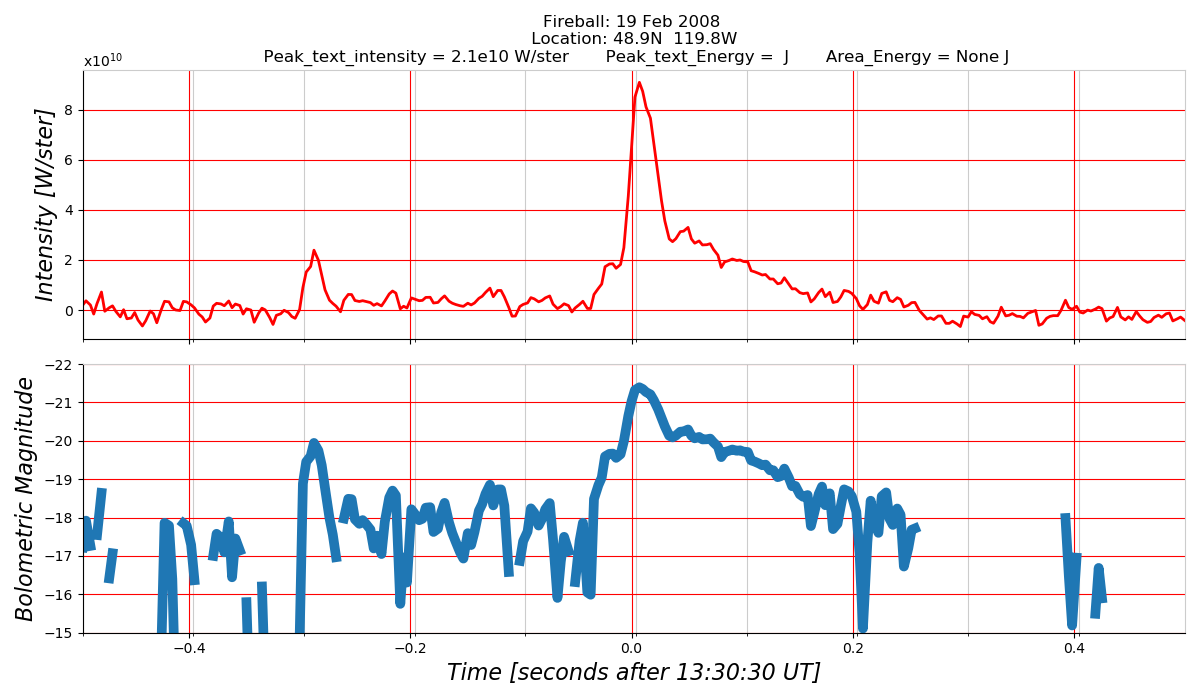 Fireball: 19 Feb 2008
Location: 48.9N  119.8W
Peak_text_intensity = 2.1e10 W/ster       Peak_text_Energy =  J       Area_Energy = None J
x10¹⁰
Intensity [W/ster]
8
6
4
2
0
Bolometric Magnitude
−22
−21
−20
−19
−18
−17
−16
−15
−0.4 −0.2 0.0 0.2 0.4
Time [seconds after 13:30:30 UT]